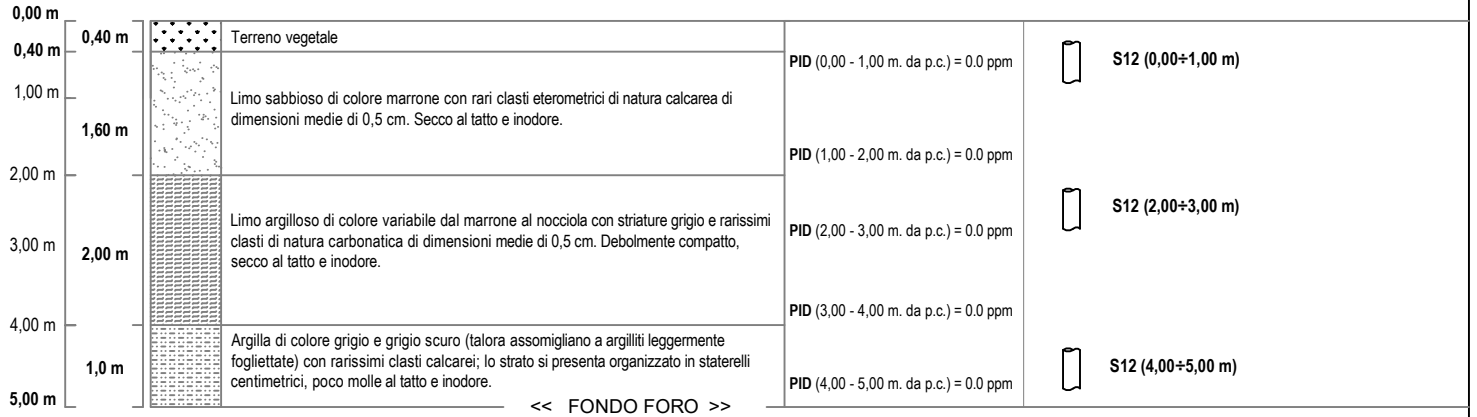 0,00 m
0,40 m
Terreno vegetale
0,40 m
PID (0,00 - 1,00 m. da p.c.) = 0.0 ppm
S12 (0,00÷1,00 m)
1,00 m
Limo sabbioso di colore marrone con rari clasti eterometrici di natura calcarea di
dimensioni medie di 0,5 cm. Secco al tatto e inodore.
1,60 m
PID (1,00 - 2,00 m. da p.c.) = 0.0 ppm
2,00 m
S12 (2,00÷3,00 m)
Limo argilloso di colore variabile dal marrone al nocciola con striature grigio e rarissimi
clasti di natura carbonatica di dimensioni medie di 0,5 cm. Debolmente compatto,
secco al tatto e inodore.
PID (2,00 - 3,00 m. da p.c.) = 0.0 ppm
3,00 m
2,00 m
PID (3,00 - 4,00 m. da p.c.) = 0.0 ppm
4,00 m
Argilla di colore grigio e grigio scuro (talora assomigliano a argilliti leggermente
fogliettate) con rarissimi clasti calcarei; lo strato si presenta organizzato in staterelli
centimetrici, poco molle al tatto e inodore.
1,0 m
S12 (4,00÷5,00 m)
PID (4,00 - 5,00 m. da p.c.) = 0.0 ppm
5,00 m
<< FONDO FORO >>